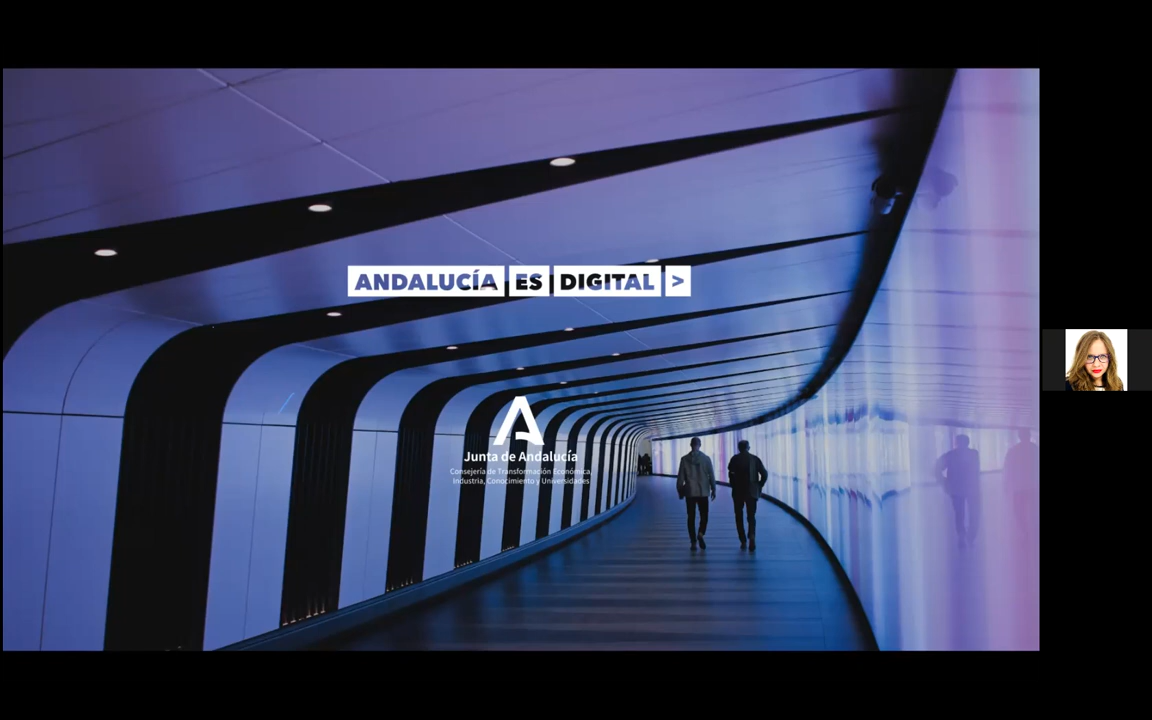 ANDALUCÍA ES DIGITAL >
Junta de Andalucía
Consejería de Transformación Económica,
Industria, Conocimiento y Universidades